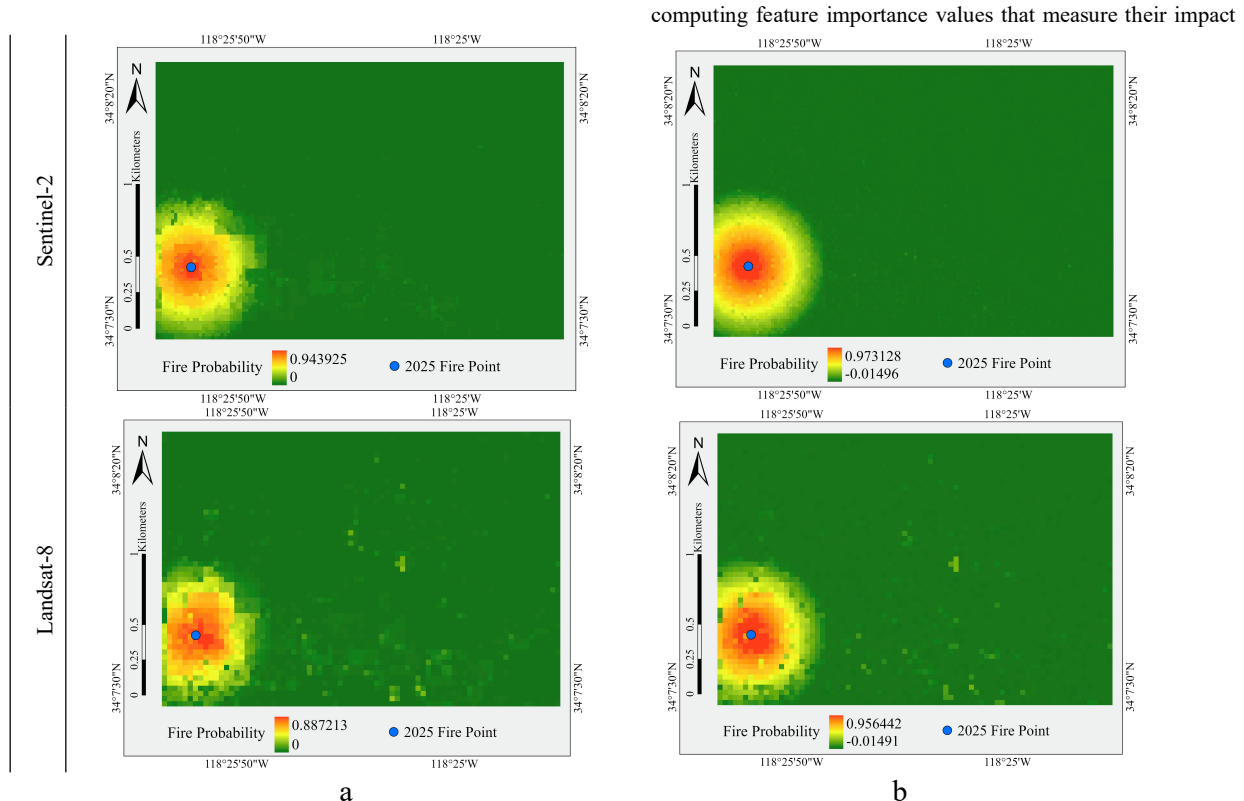 computing feature importance values that measure their impact
Sentinel-2
118°25'50"W 118°25'W
34°8'20"N 34°8'20"N
N
Kilometers
0 0.25 0.5 1
34°7'30"N 34°7'30"N
Fire Probability 0.943925 2025 Fire Point
0
118°25'50"W 118°25'W
118°25'50"W 118°25'W
34°8'20"N 34°8'20"N
N
Kilometers
0 0.25 0.5 1
34°7'30"N 34°7'30"N
Fire Probability 0.973128 2025 Fire Point
-0.01496
118°25'50"W 118°25'W
Landsat-8
118°25'50"W 118°25'W
34°8'20"N 34°8'20"N
N
Kilometers
0 0.25 0.5 1
34°7'30"N 34°7'30"N
Fire Probability 0.887213 2025 Fire Point
0
118°25'50"W 118°25'W
a
118°25'50"W 118°25'W
34°8'20"N 34°8'20"N
N
Kilometers
0 0.25 0.5 1
34°7'30"N 34°7'30"N
Fire Probability 0.956442 2025 Fire Point
-0.01491
118°25'50"W 118°25'W
b